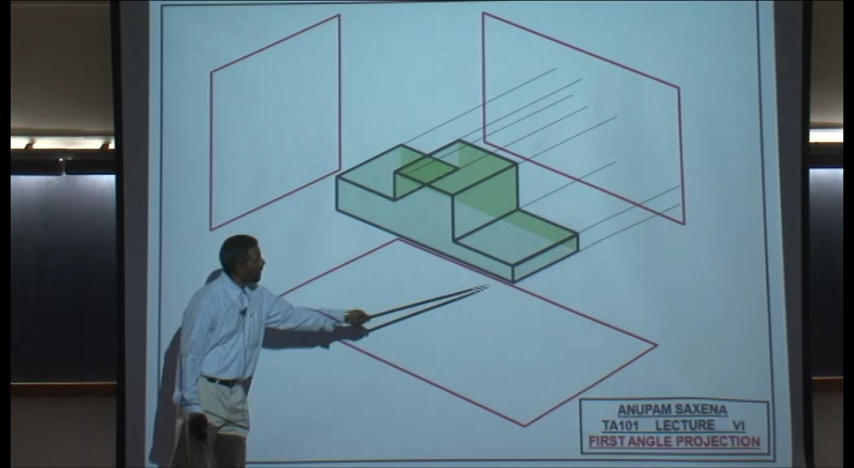 ANUPAM SAXENA
TA101 LECTURE VI
FIRST ANGLE PROJECTION